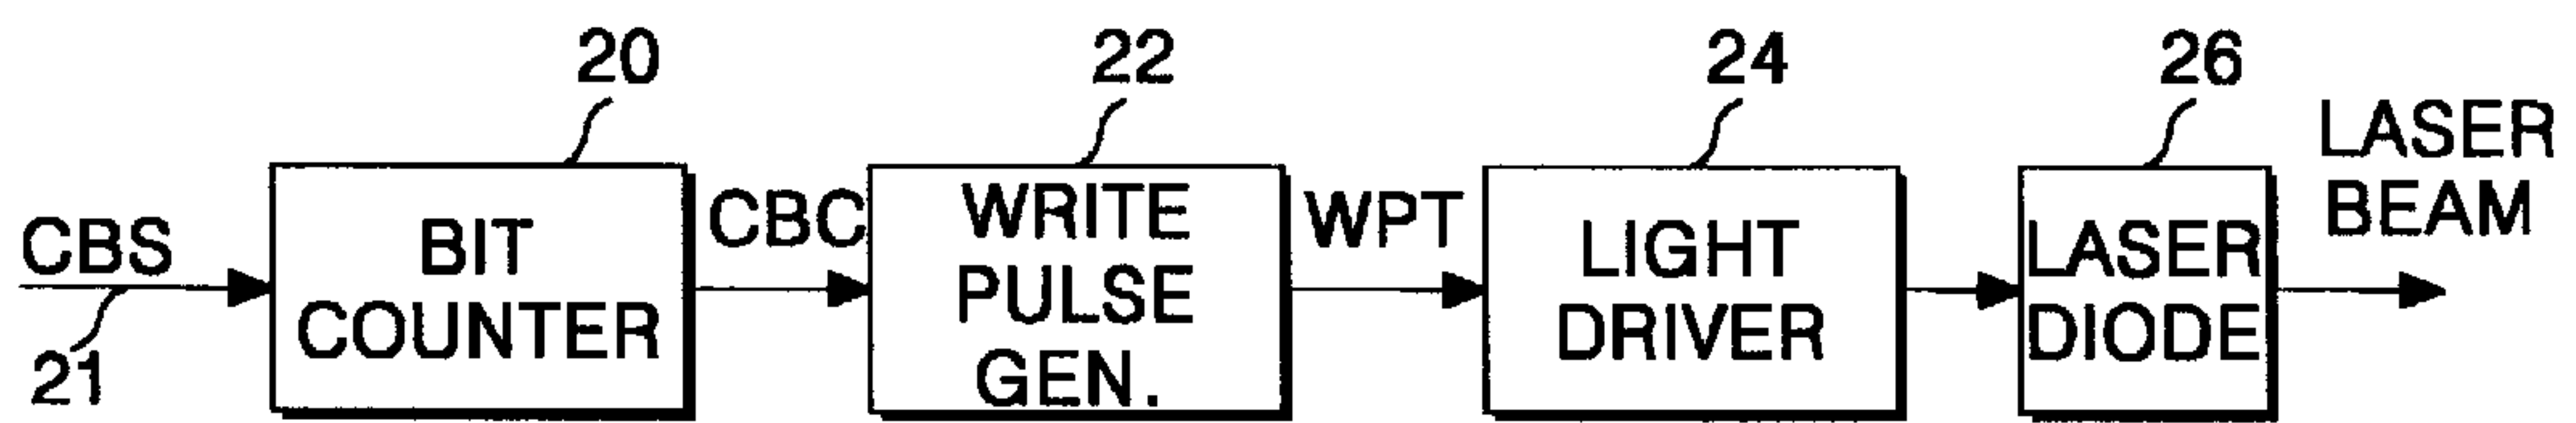 20
22
24
26
LASER
BEAM
CBS
21
BIT
COUNTER
CBC
WRITE
PULSE
GEN.
WPT
LIGHT
DRIVER
LASER
DIODE